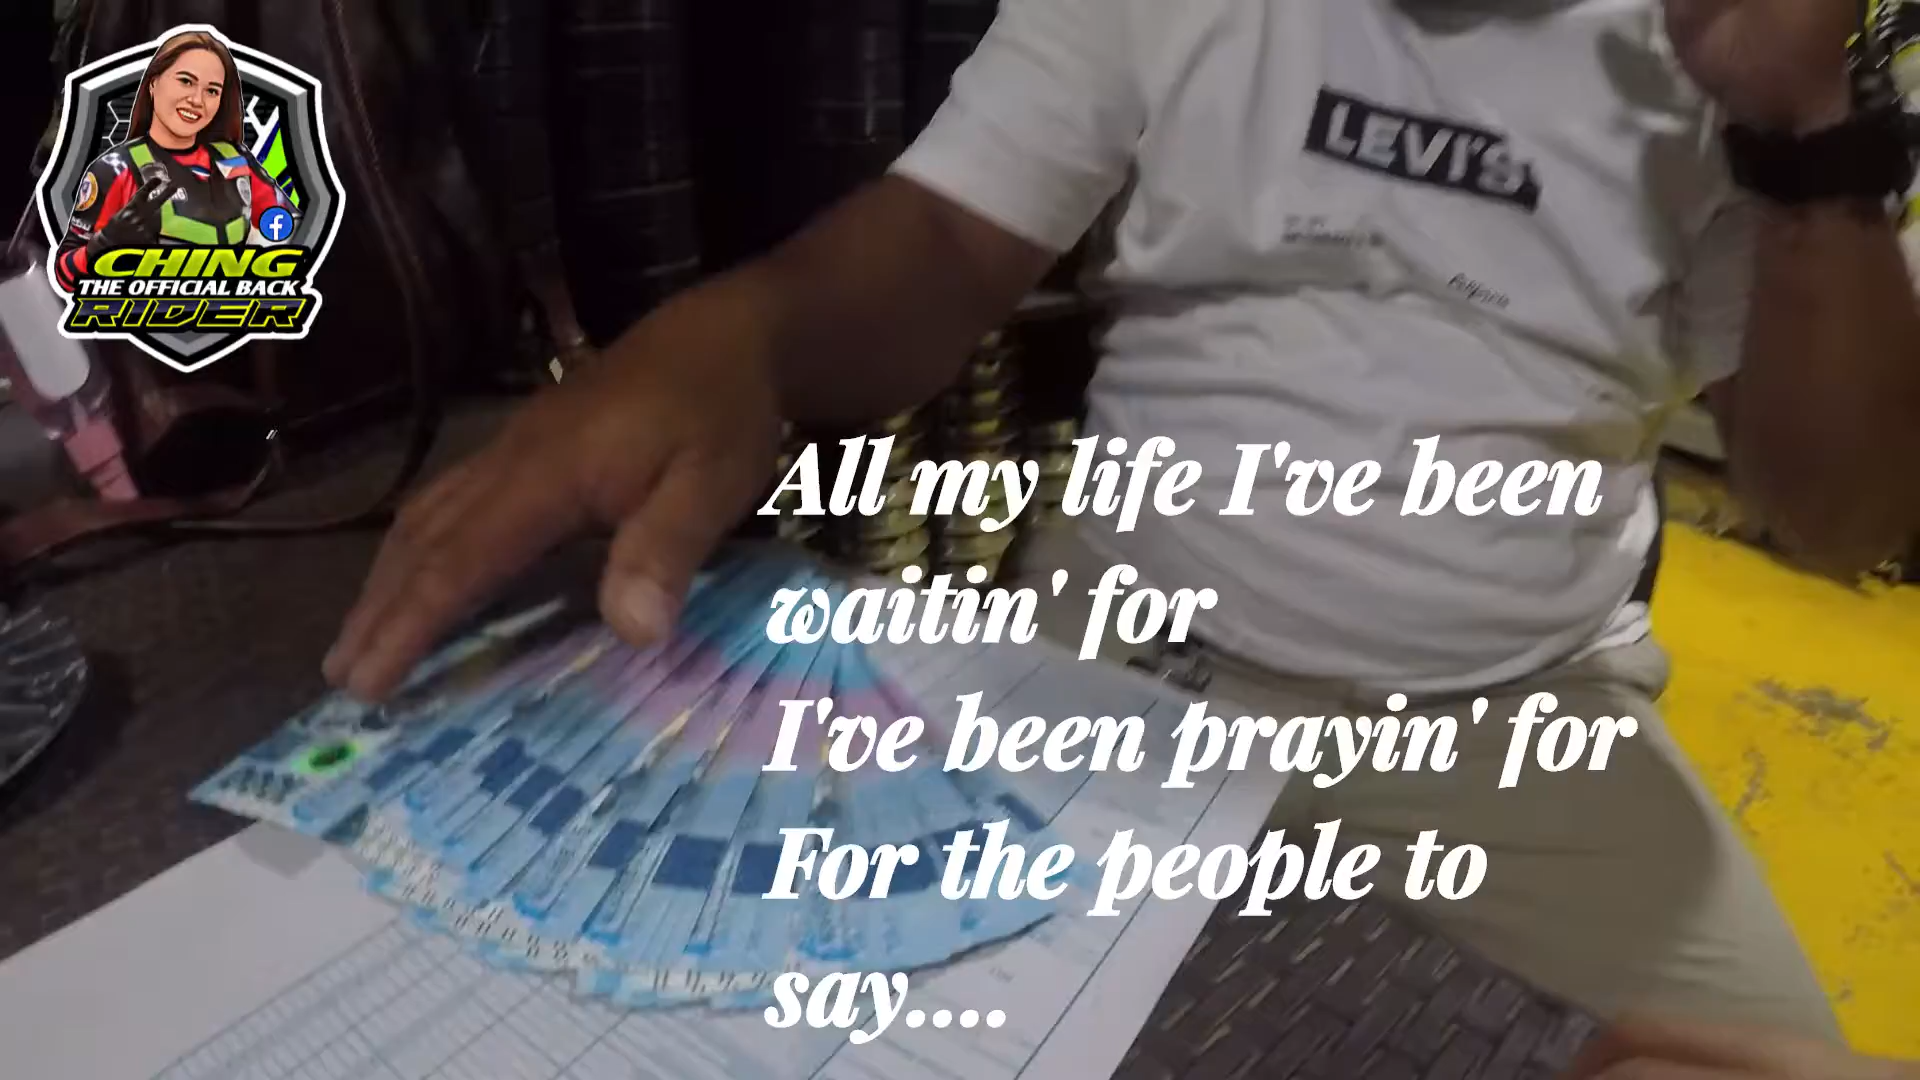 CHING
THE OFFICIAL BACK
RIDER
LEVI'S
All my life I've been
waitin' for
I've been prayin' for
For the people to
say....